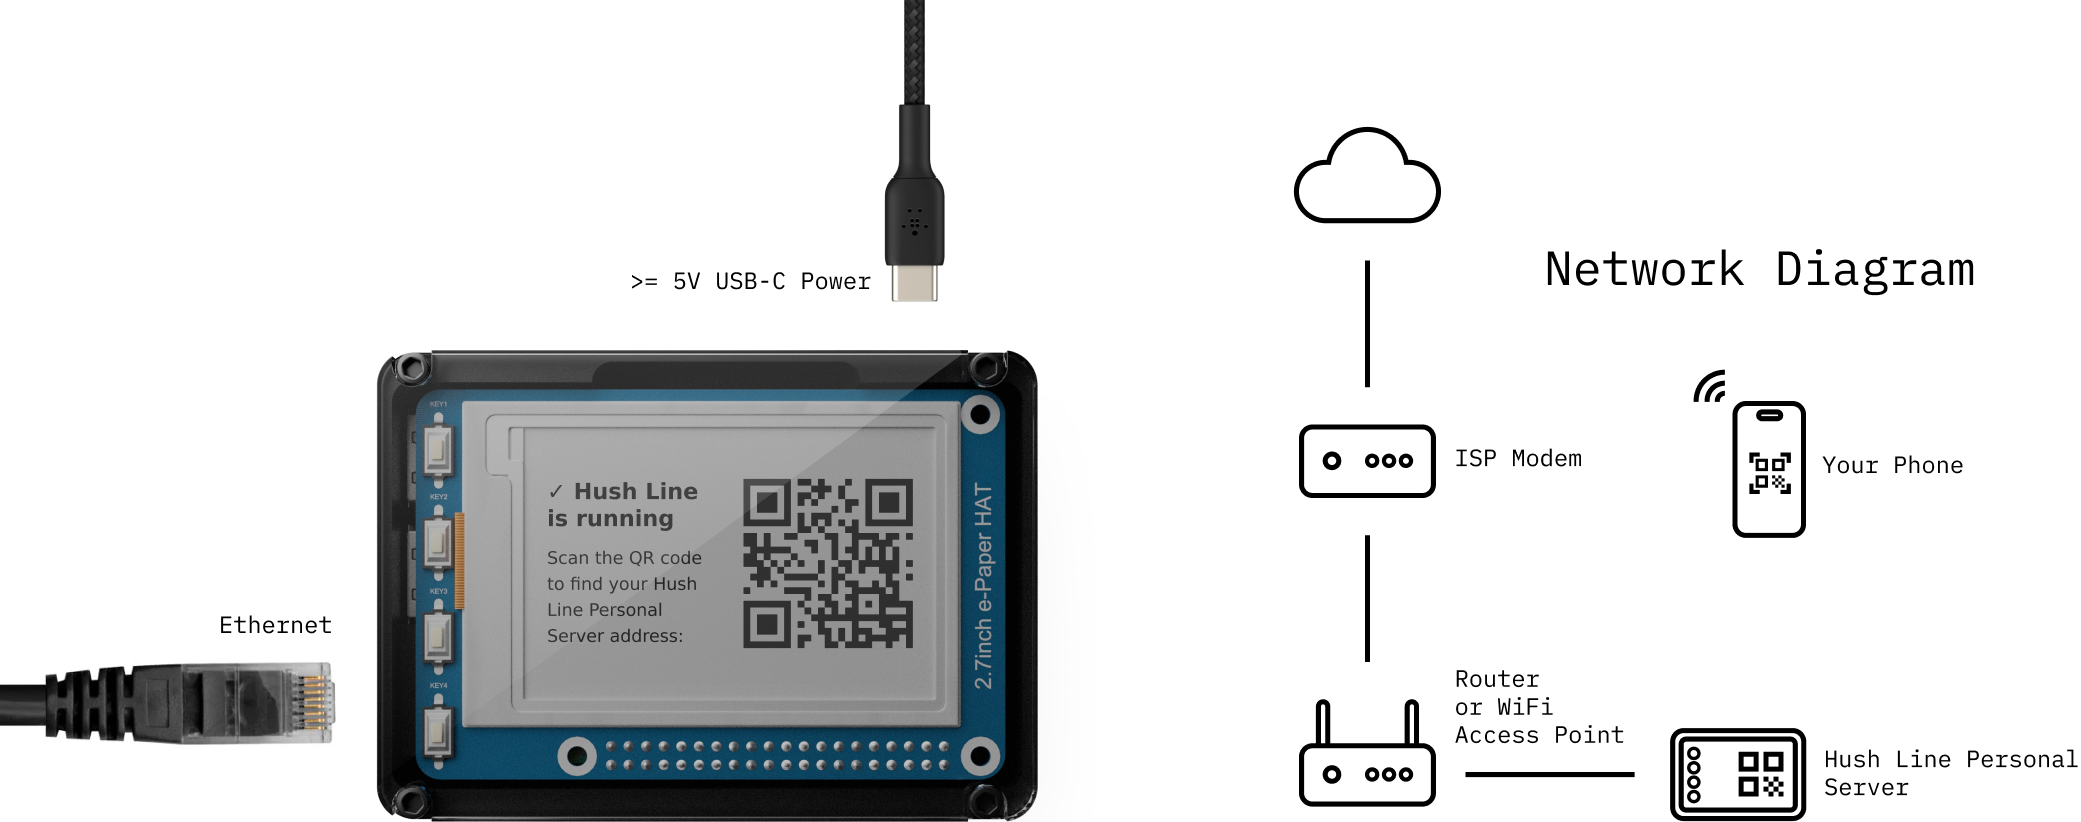 >= 5V USB-C Power
Ethernet
KEY1
KEY2
KEY3
KEY4
✓ Hush Line
is running
Scan the QR code
to find your Hush
Line Personal
Server address:
2.7inch e-Paper HAT
Network Diagram
ISP Modem
Your Phone
Router
or WiFi
Access Point
Hush Line Personal
Server